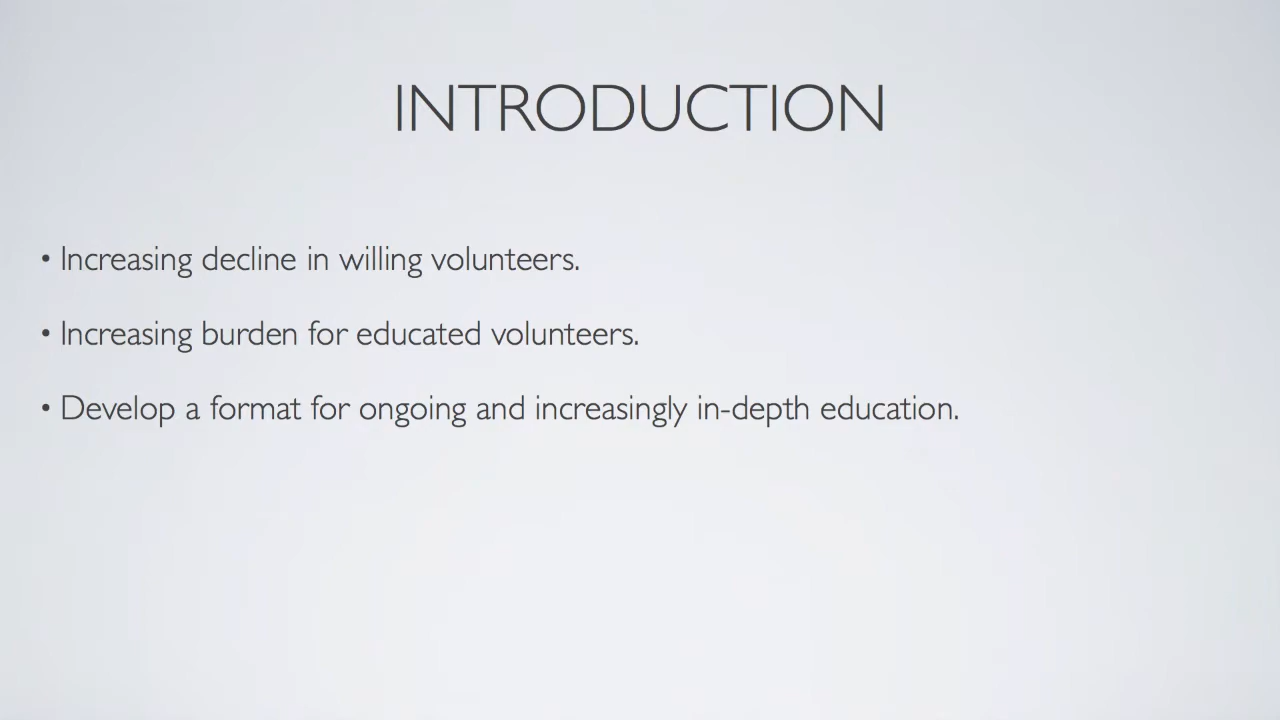 INTRODUCTION
• Increasing decline in willing volunteers.
• Increasing burden for educated volunteers.
• Develop a format for ongoing and increasingly in-depth education.